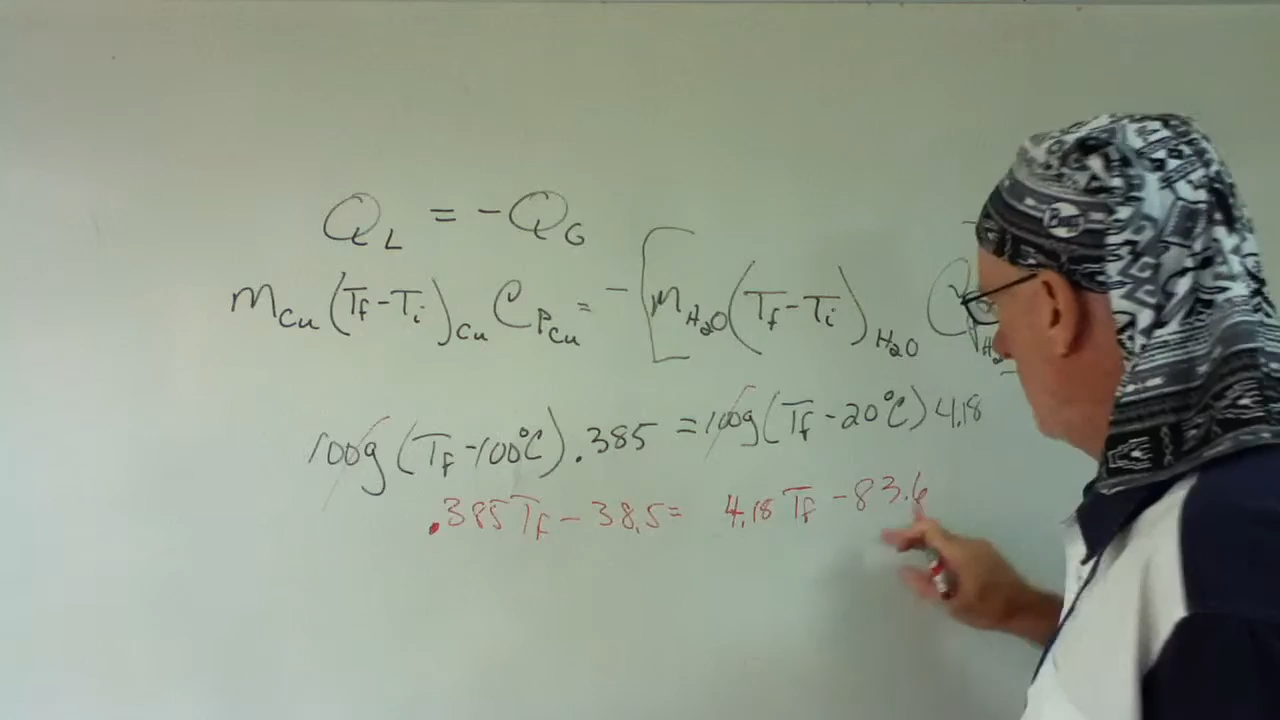 Q_L = -Q_G
m_Cu (T_f - T_i)_Cu C_P_Cu = - [m_H₂O (T_f - T_i)_H₂O
100g (T_f - 100°C) .385 = 100g (T_f - 20°C) 4.18
.385 T_f - 38.5 = 4.18 T_f - 83.6